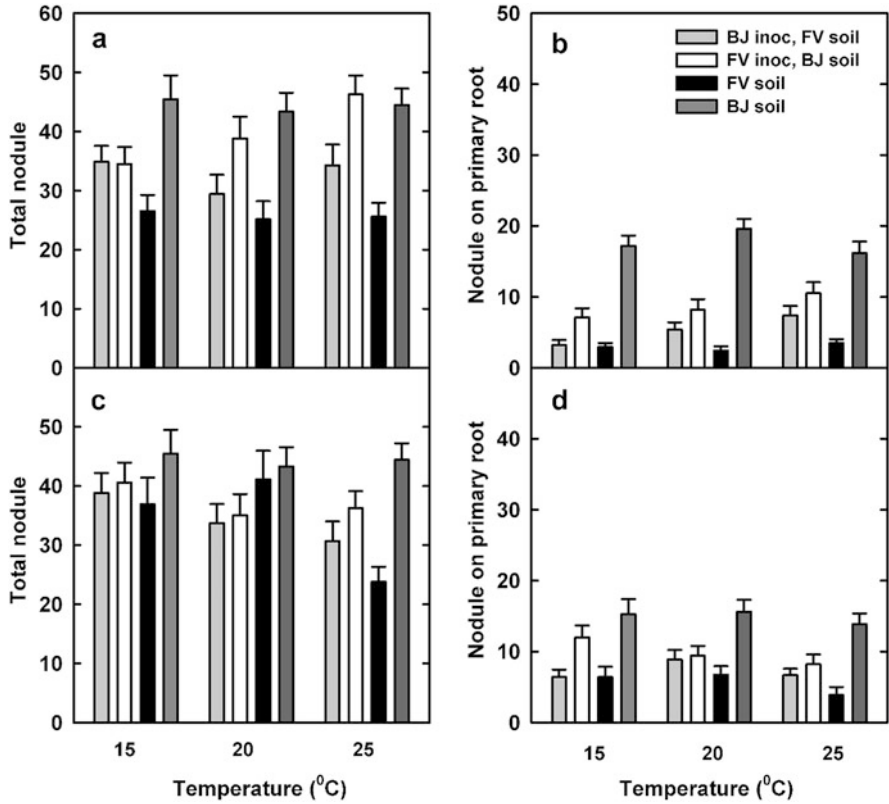 a
60
50
40
30
20
10
0
Total nodule
b
50
40
30
20
10
0
Nodule on primary root
BJ inoc, FV soil
FV inoc, BJ soil
FV soil
BJ soil
c
50
40
30
20
10
0
Total nodule
15 20 25
Temperature (⁰C)
d
40
30
20
10
0
Nodule on primary root
15 20 25
Temperature (⁰C)